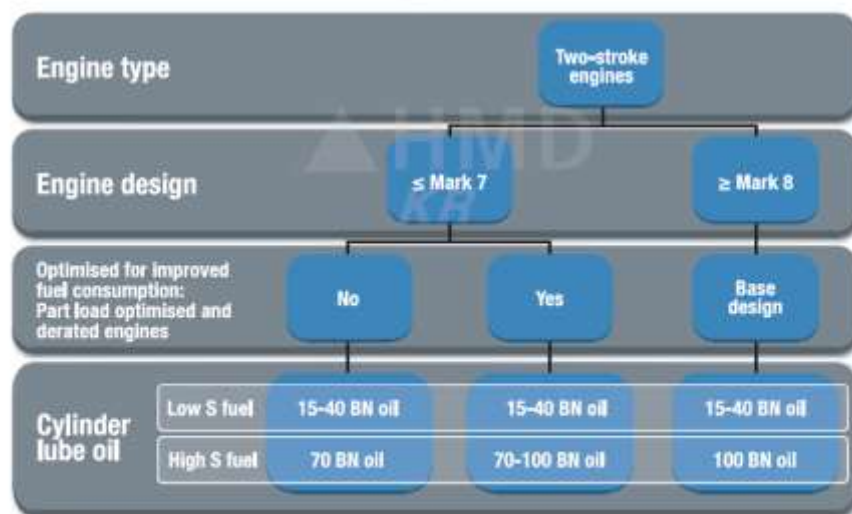 Engine type
Two-stroke
engines
HMD
KR
Engine design
≤ Mark 7
≥ Mark 8
Optimised for improved
fuel consumption:
Part load optimised and
derated engines
No
Yes
Base
design
Cylinder
lube oil
Low S fuel
15-40 BN oil
15-40 BN oil
15-40 BN oil
High S fuel
70 BN oil
70-100 BN oil
100 BN oil